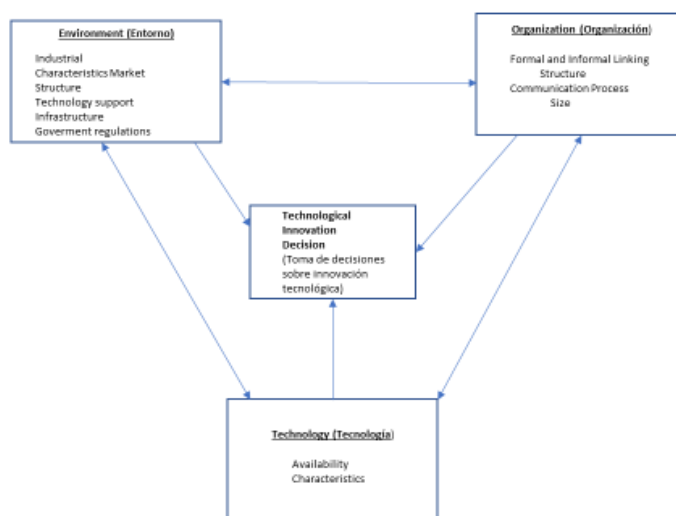 Environment (Entorno)
Industrial
Characteristics Market
Structure
Technology support
Infrastructure
Goverment regulations
Organization (Organización)
Formal and Informal Linking
Structure
Communication Process
Size
Technological
Innovation
Decision
(Toma de decisiones
sobre innovación
tecnológica)
Technology (Tecnología)
Availability
Characteristics